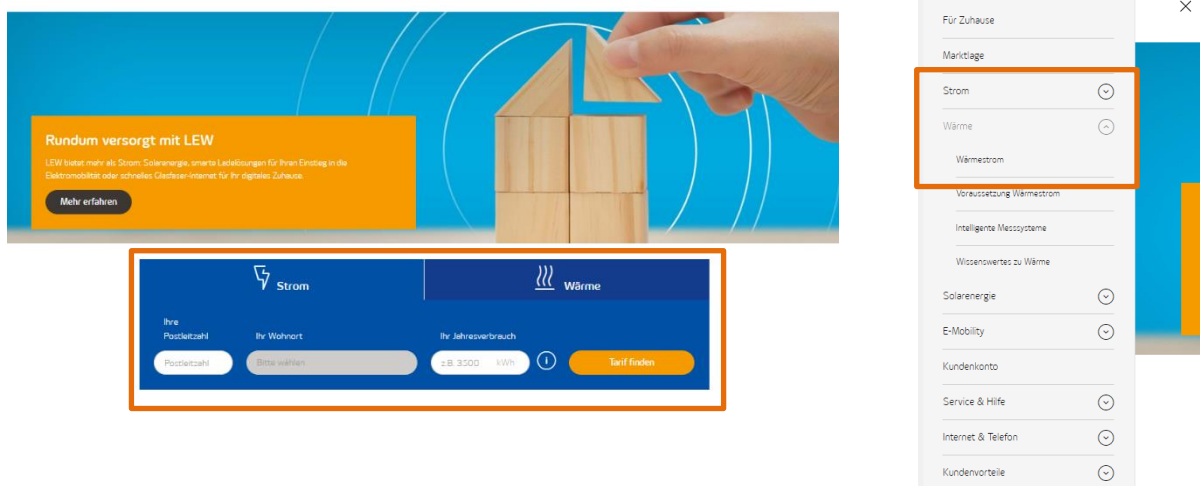 Rundum versorgt mit LEW
LEW bietet mehr als Strom: Solarenergie, smarte Ladelösungen für Ihren Einstieg in die
Elektromobilität oder schnelles Glasfaser-Internet für Ihr digitales Zuhause.
Mehr erfahren
Strom
Wärme
Ihre
Postleitzahl
Ihr Wohnort
Ihr Jahresverbrauch
Postleitzahl
Bitte wählen
z.B. 3500 kWh
i
Tarif finden
Für Zuhause
Marktlage
Strom
Wärme
Wärmestrom
Voraussetzung Wärmestrom
Intelligente Messsysteme
Wissenswertes zu Wärme
Solarenergie
E-Mobility
Kundenkonto
Service & Hilfe
Internet & Telefon
Kundenvorteile